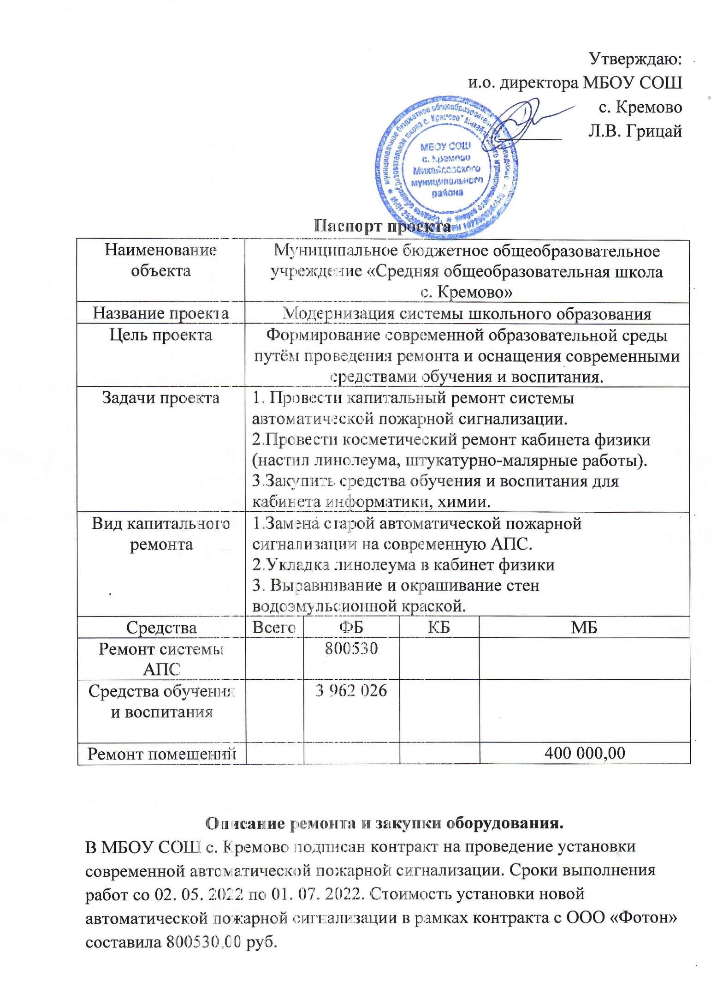 Утверждаю:
и.о. директора МБОУ СОШ
с. Кремово
Л.В. Грицай
муниципальное бюджетное общеобразовательное учреждение
МБОУ СОШ
с. Кремово
Михайловского
муниципального
района
Паспорт проекта
Наименование
объекта
Муниципальное бюджетное общеобразовательное
учреждение «Средняя общеобразовательная школа
с. Кремово»
Название проекта
Модернизация системы школьного образования
Цель проекта
Формирование современной образовательной среды
путём проведения ремонта и оснащения современными
средствами обучения и воспитания.
Задачи проекта
1. Провести капитальный ремонт системы
автоматической пожарной сигнализации.
2.Провести косметический ремонт кабинета физики
(настил линолеума, штукатурно-малярные работы).
3.Закупить средства обучения и воспитания для
кабинета информатики, химии.
Вид капитального
ремонта
1.Замена старой автоматической пожарной
сигнализации на современную АПС.
2.Укладка линолеума в кабинет физики
3. Выравнивание и окрашивание стен
водоэмульсионной краской.
Средства Всего ФБ КБ МБ
Ремонт системы
АПС
800530
Средства обучения
и воспитания
3 962 026
Ремонт помещений 400 000,00
Описание ремонта и закупки оборудования.
В МБОУ СОШ с. Кремово подписан контракт на проведение установки
современной автоматической пожарной сигнализации. Сроки выполнения
работ со 02. 05. 2022 по 01. 07. 2022. Стоимость установки новой
автоматической пожарной сигнализации в рамках контракта с ООО «Фотон»
составила 800530,00 руб.